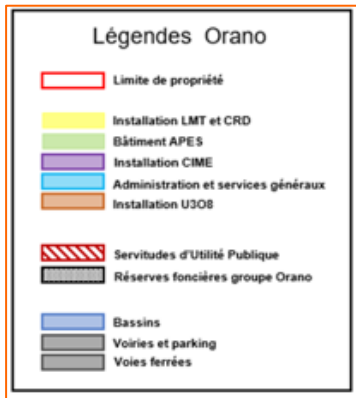 Légendes Orano
Limite de propriété
Installation LMT et CRD
Bâtiment APES
Installation CIME
Administration et services généraux
Installation U3O8
Servitudes d'Utilité Publique
Réserves foncières groupe Orano
Bassins
Voiries et parking
Voies ferrées